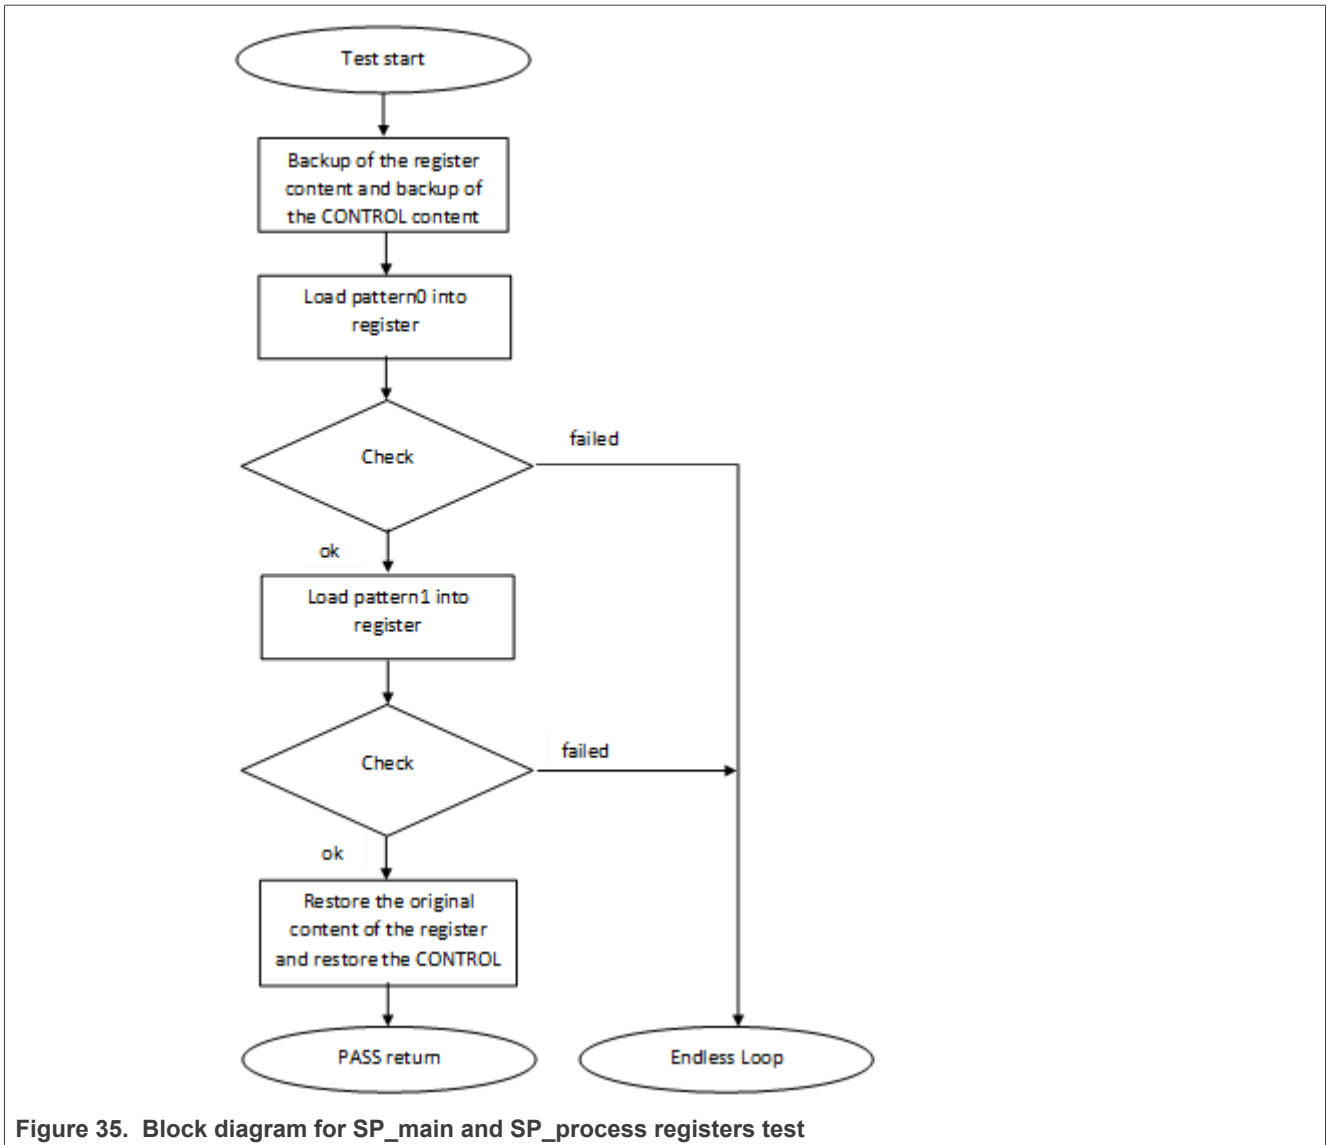 Test start
Backup of the register
content and backup of
the CONTROL content
Load pattern0 into
register
Check
failed
ok
Load pattern1 into
register
Check
failed
ok
Restore the original
content of the register
and restore the CONTROL
PASS return
Endless Loop
Figure 35. Block diagram for SP_main and SP_process registers test